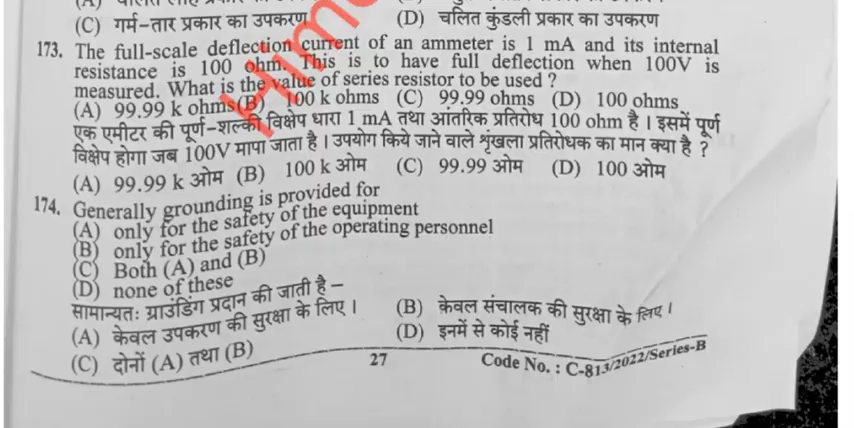 (C) गर्म-तार प्रकार का उपकरण (D) चलित कुंडली प्रकार का उपकरण
173. The full-scale deflection current of an ammeter is 1 mA and its internal
resistance is 100 ohm. This is to have full deflection when 100V is
measured. What is the value of series resistor to be used ?
(A) 99.99 k ohms (B) 100 k ohms (C) 99.99 ohms (D) 100 ohms
एक एमीटर की पूर्ण-शल्की विक्षेप धारा 1 mA तथा आंतरिक प्रतिरोध 100 ohm है । इसमें पूर्ण
विक्षेप होगा जब 100V मापा जाता है । उपयोग किये जाने वाले शृंखला प्रतिरोधक का मान क्या है ?
(A) 99.99 k ओम (B) 100 k ओम (C) 99.99 ओम (D) 100 ओम
174. Generally grounding is provided for
(A) only for the safety of the equipment
(B) only for the safety of the operating personnel
(C) Both (A) and (B)
(D) none of these
सामान्यतः ग्राउंडिंग प्रदान की जाती है –
(A) केवल उपकरण की सुरक्षा के लिए । (B) केवल संचालक की सुरक्षा के लिए ।
(C) दोनों (A) तथा (B) (D) इनमें से कोई नहीं
27 Code No. : C-813/2022/Series-B